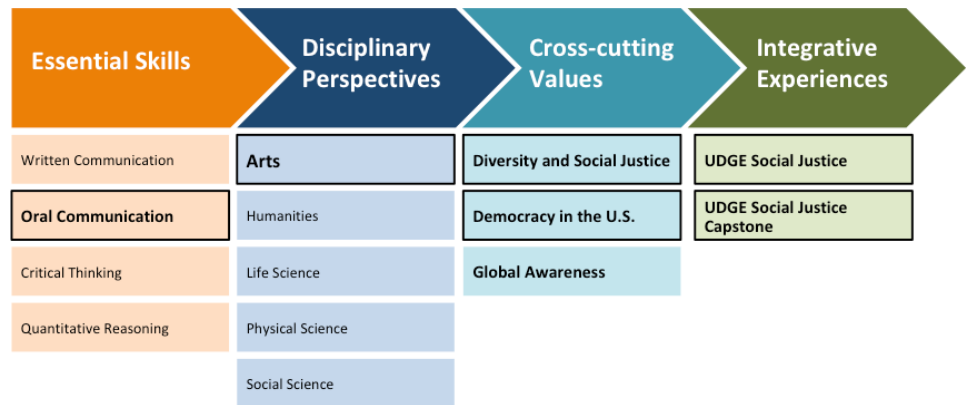 Essential Skills
Disciplinary
Perspectives
Cross-cutting
Values
Integrative
Experiences
Written Communication
Arts
Diversity and Social Justice
UDGE Social Justice
Oral Communication
Humanities
Democracy in the U.S.
UDGE Social Justice
Capstone
Critical Thinking
Life Science
Global Awareness
Quantitative Reasoning
Physical Science
Social Science